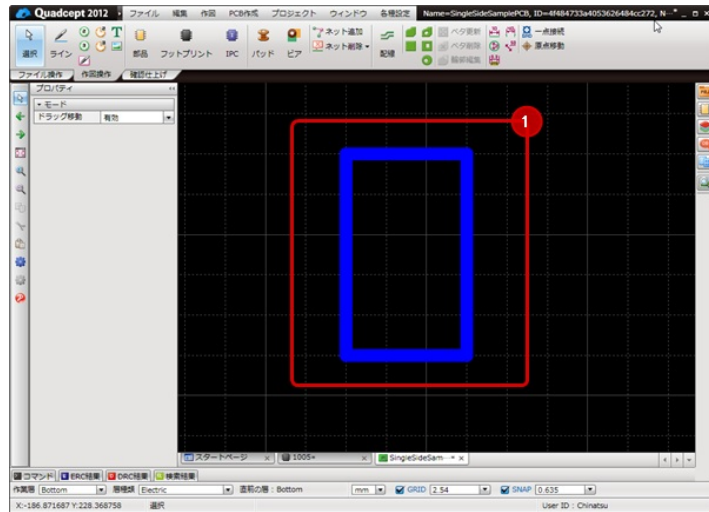 Quadcept 2012 ファイル 編集 作図 PCB作成 プロジェクト ウィンドウ 各種設定 Name=SingleSideSamplePCB, ID=4f484733a4053626484cc272, N…*
選択 ライン T 部品 フットプリント IPC パッド ビア ネット追加 ネット削除 配線 ベタ更新 ベタ削除 輪郭編集 一点接続 原点移動
ファイル操作 作図操作 確認仕上げ
プロパティ
モード
ドラッグ移動 有効
1
スタートページ × 1005* × SingleSideSam…* ×
コマンド ERC結果 DRC結果 検索結果
作業層 Bottom 層種類 Electric 直前の層 : Bottom mm GRID 2.54 SNAP 0.635
X:-186.871687 Y:228.368758 選択 User ID : Chinatsu